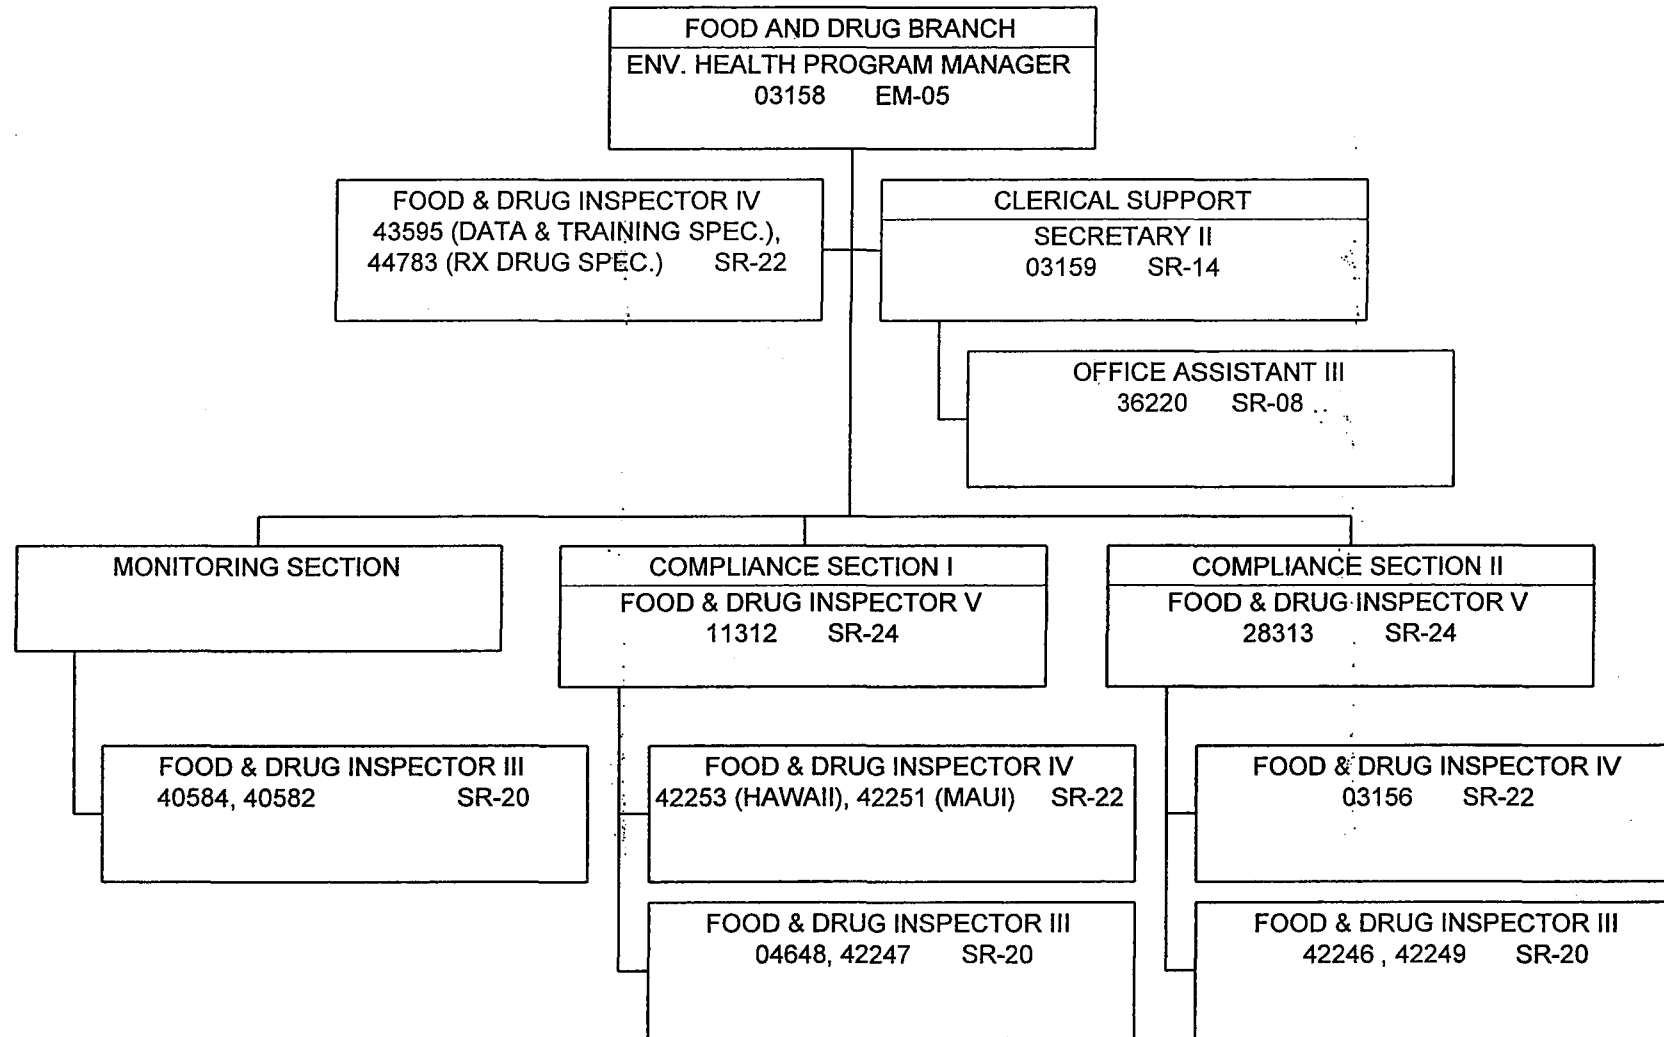 FOOD AND DRUG BRANCH
ENV. HEALTH PROGRAM MANAGER
03158 EM-05
FOOD & DRUG INSPECTOR IV
43595 (DATA & TRAINING SPEC.),
44783 (RX DRUG SPEC.) SR-22
CLERICAL SUPPORT
SECRETARY II
03159 SR-14
OFFICE ASSISTANT III
36220 SR-08
MONITORING SECTION
COMPLIANCE SECTION I
FOOD & DRUG INSPECTOR V
11312 SR-24
COMPLIANCE SECTION II
FOOD & DRUG INSPECTOR V
28313 SR-24
FOOD & DRUG INSPECTOR III
40584, 40582 SR-20
FOOD & DRUG INSPECTOR IV
42253 (HAWAII), 42251 (MAUI) SR-22
FOOD & DRUG INSPECTOR IV
03156 SR-22
FOOD & DRUG INSPECTOR III
04648, 42247 SR-20
FOOD & DRUG INSPECTOR III
42246 , 42249 SR-20